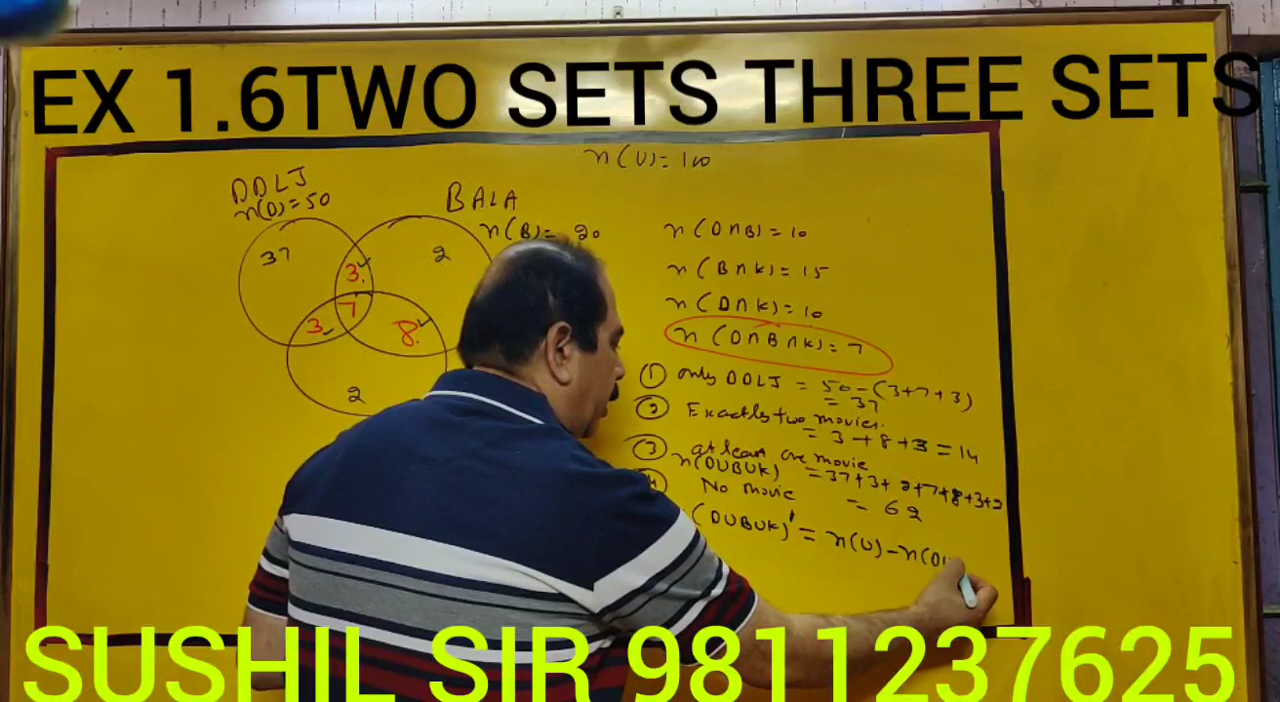 EX 1.6TWO SETS THREE SETS
n(U)=100
DDLJ
n(D)=50
BALA
n(B)= 20
37
3
2
7
3
8
2
n(D∩B)=10
n(B∩K)=15
n(D∩K)=10
n(D∩B∩K)=7
① only DDLJ = 50-(3+7+3)
= 37
② Exactly two movies.
= 3+8+3=14
③ at least one movie
n(DUBUK) =37+3+2+7+8+3+2
= 62
No movie
(DUBUK)' = n(U)-n(D
SUSHIL SIR 9811237625